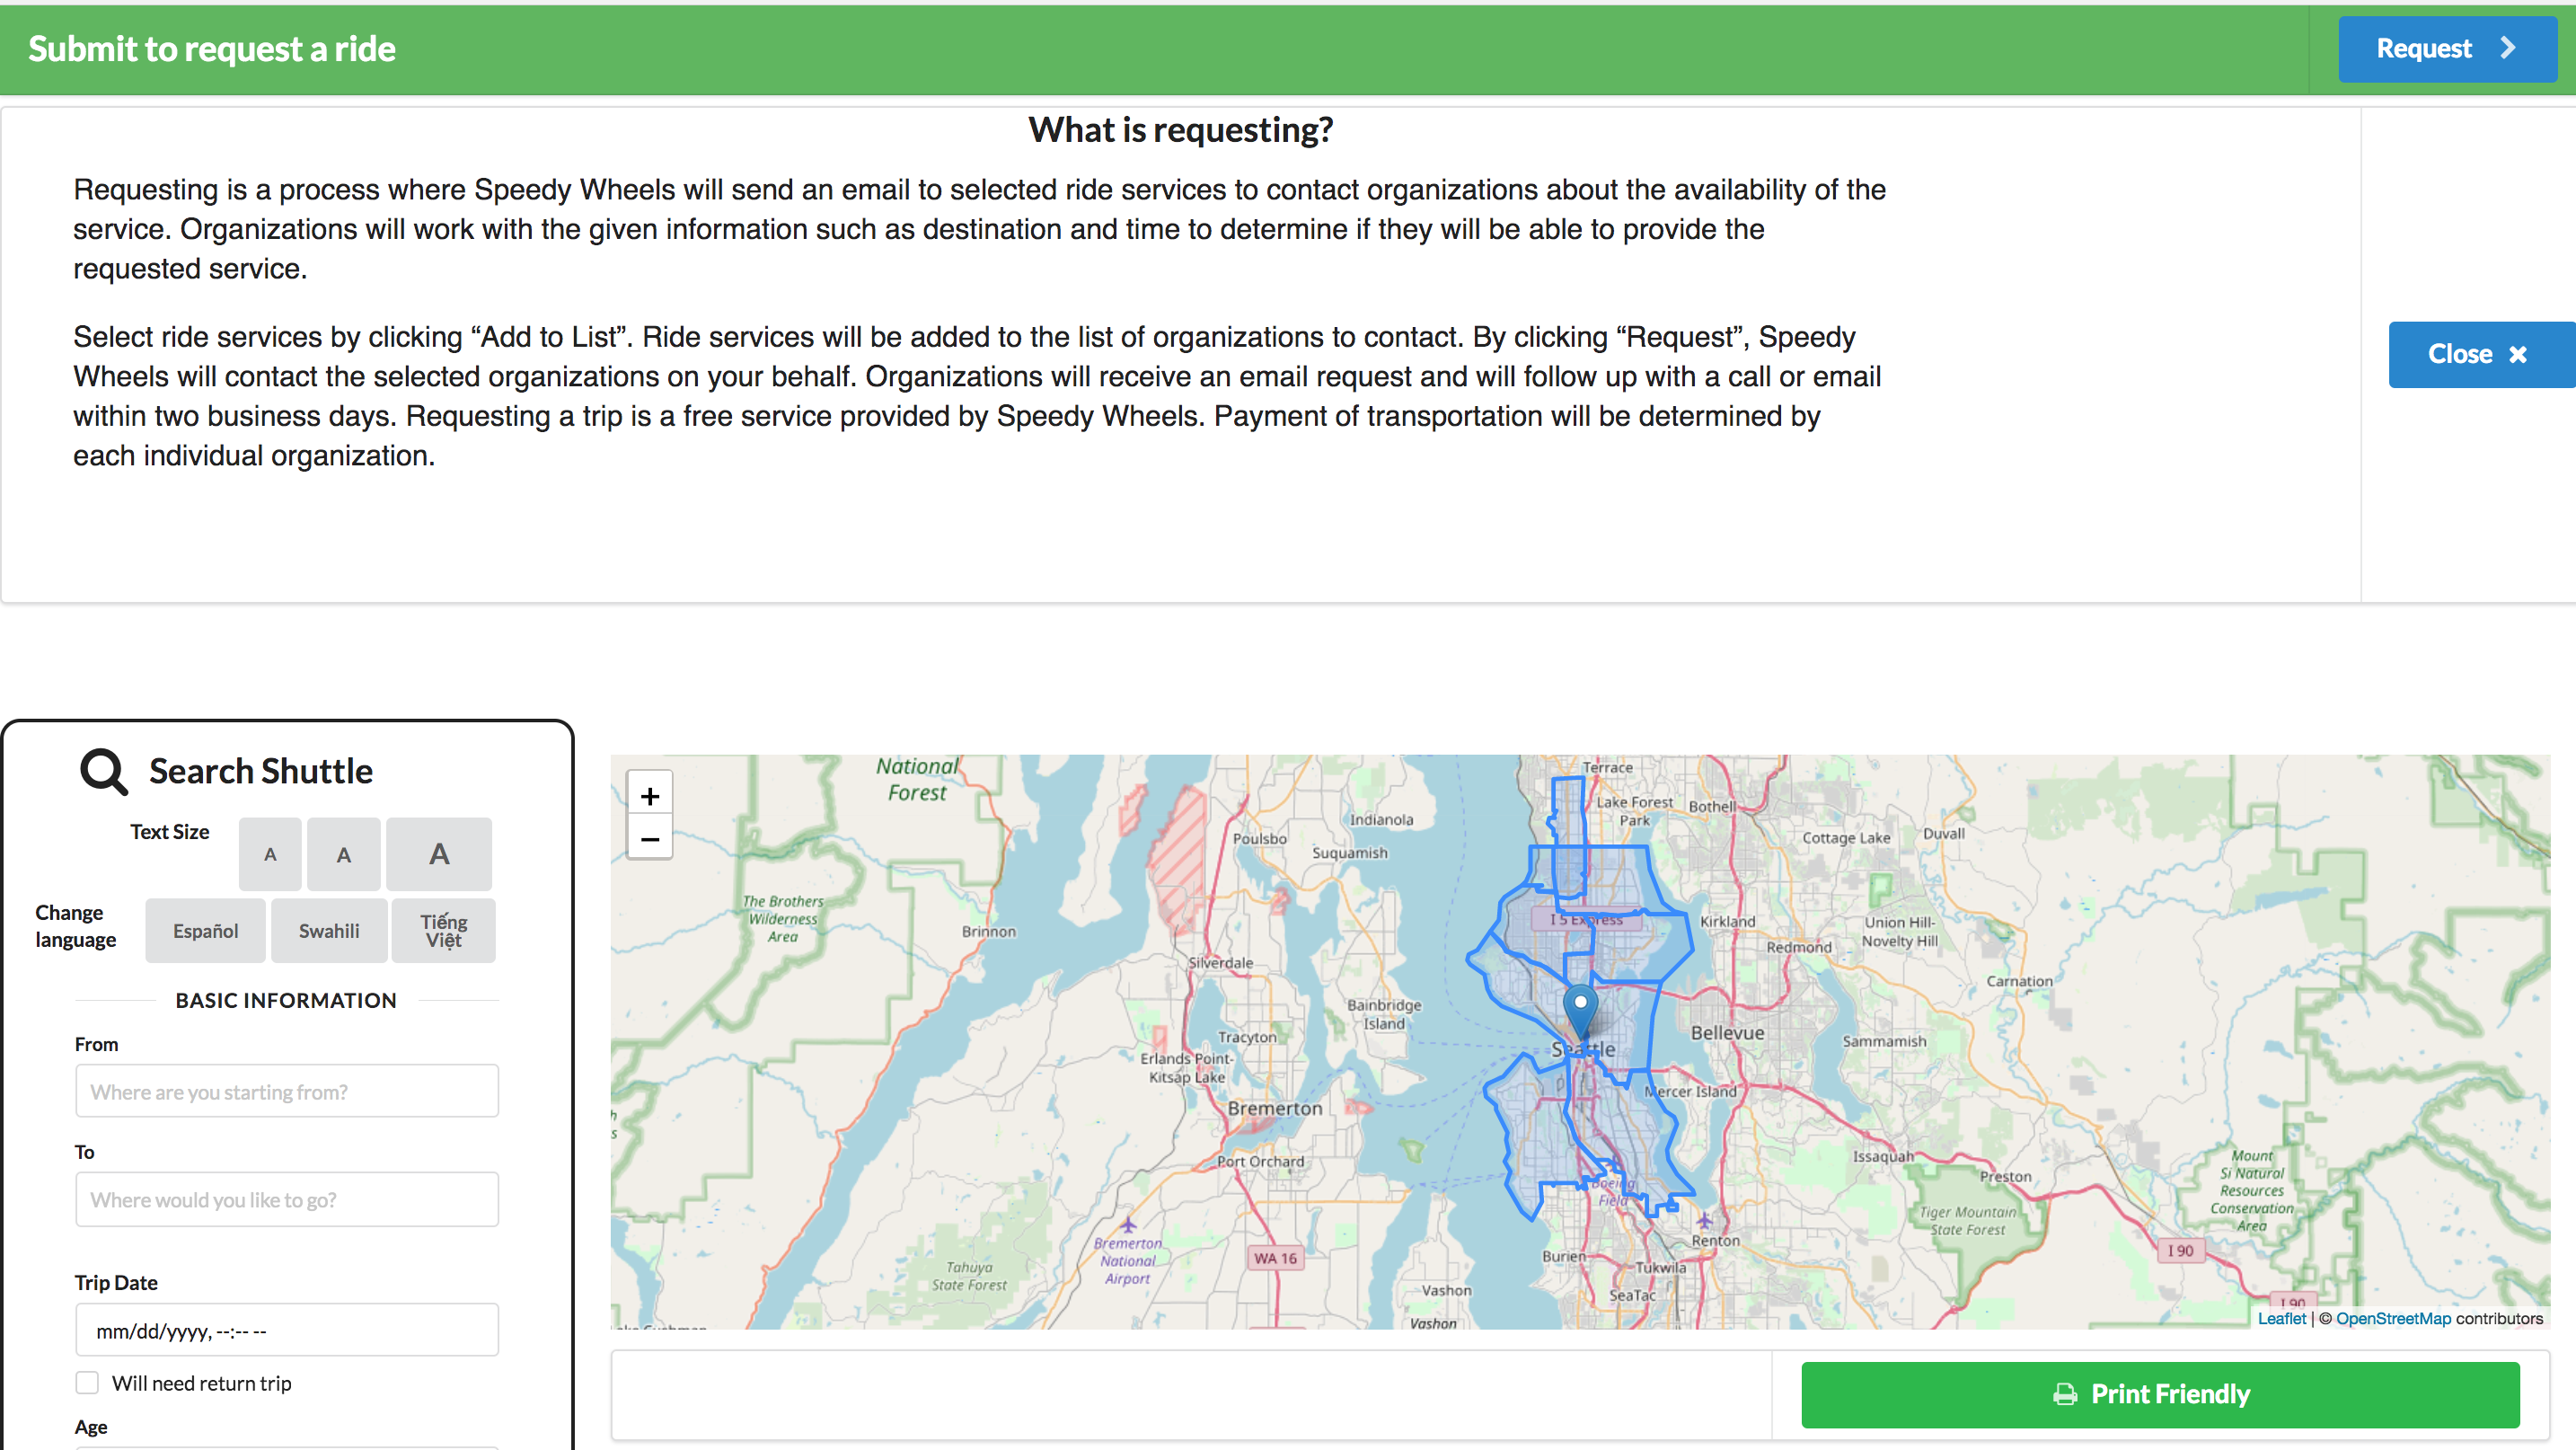 Submit to request a ride
Request
What is requesting?
Requesting is a process where Speedy Wheels will send an email to selected ride services to contact organizations about the availability of the
service. Organizations will work with the given information such as destination and time to determine if they will be able to provide the
requested service.
Select ride services by clicking “Add to List”. Ride services will be added to the list of organizations to contact. By clicking “Request”, Speedy
Wheels will contact the selected organizations on your behalf. Organizations will receive an email request and will follow up with a call or email
within two business days. Requesting a trip is a free service provided by Speedy Wheels. Payment of transportation will be determined by
each individual organization.
Close
Search Shuttle
Text Size
A
A
A
Change
language
Español
Swahili
Tiếng
Việt
BASIC INFORMATION
From
Where are you starting from?
To
Where would you like to go?
Trip Date
mm/dd/yyyy, --:-- --
Will need return trip
Age
+
−
National
Forest
The Brothers
Wilderness
Area
Brinnon
Poulsbo
Indianola
Suquamish
Silverdale
Bainbridge
Island
Tracyton
Erlands Point-
Kitsap Lake
Bremerton
Port Orchard
Bremerton
National
Airport
WA 16
Tahuya
State Forest
Vashon
Vashon
Terrace
Lake Forest
Park
Bothell
Cottage Lake
Duvall
I 5 Express
Kirkland
Redmond
Union Hill-
Novelty Hill
Carnation
Seattle
Bellevue
Sammamish
Mercer Island
Issaquah
Preston
Boeing
Field
Renton
Burien
Tukwila
SeaTac
Tiger Mountain
State Forest
Mount
Si Natural
Resources
Conservation
Area
I 90
I 90
Leaflet | © OpenStreetMap contributors
Print Friendly